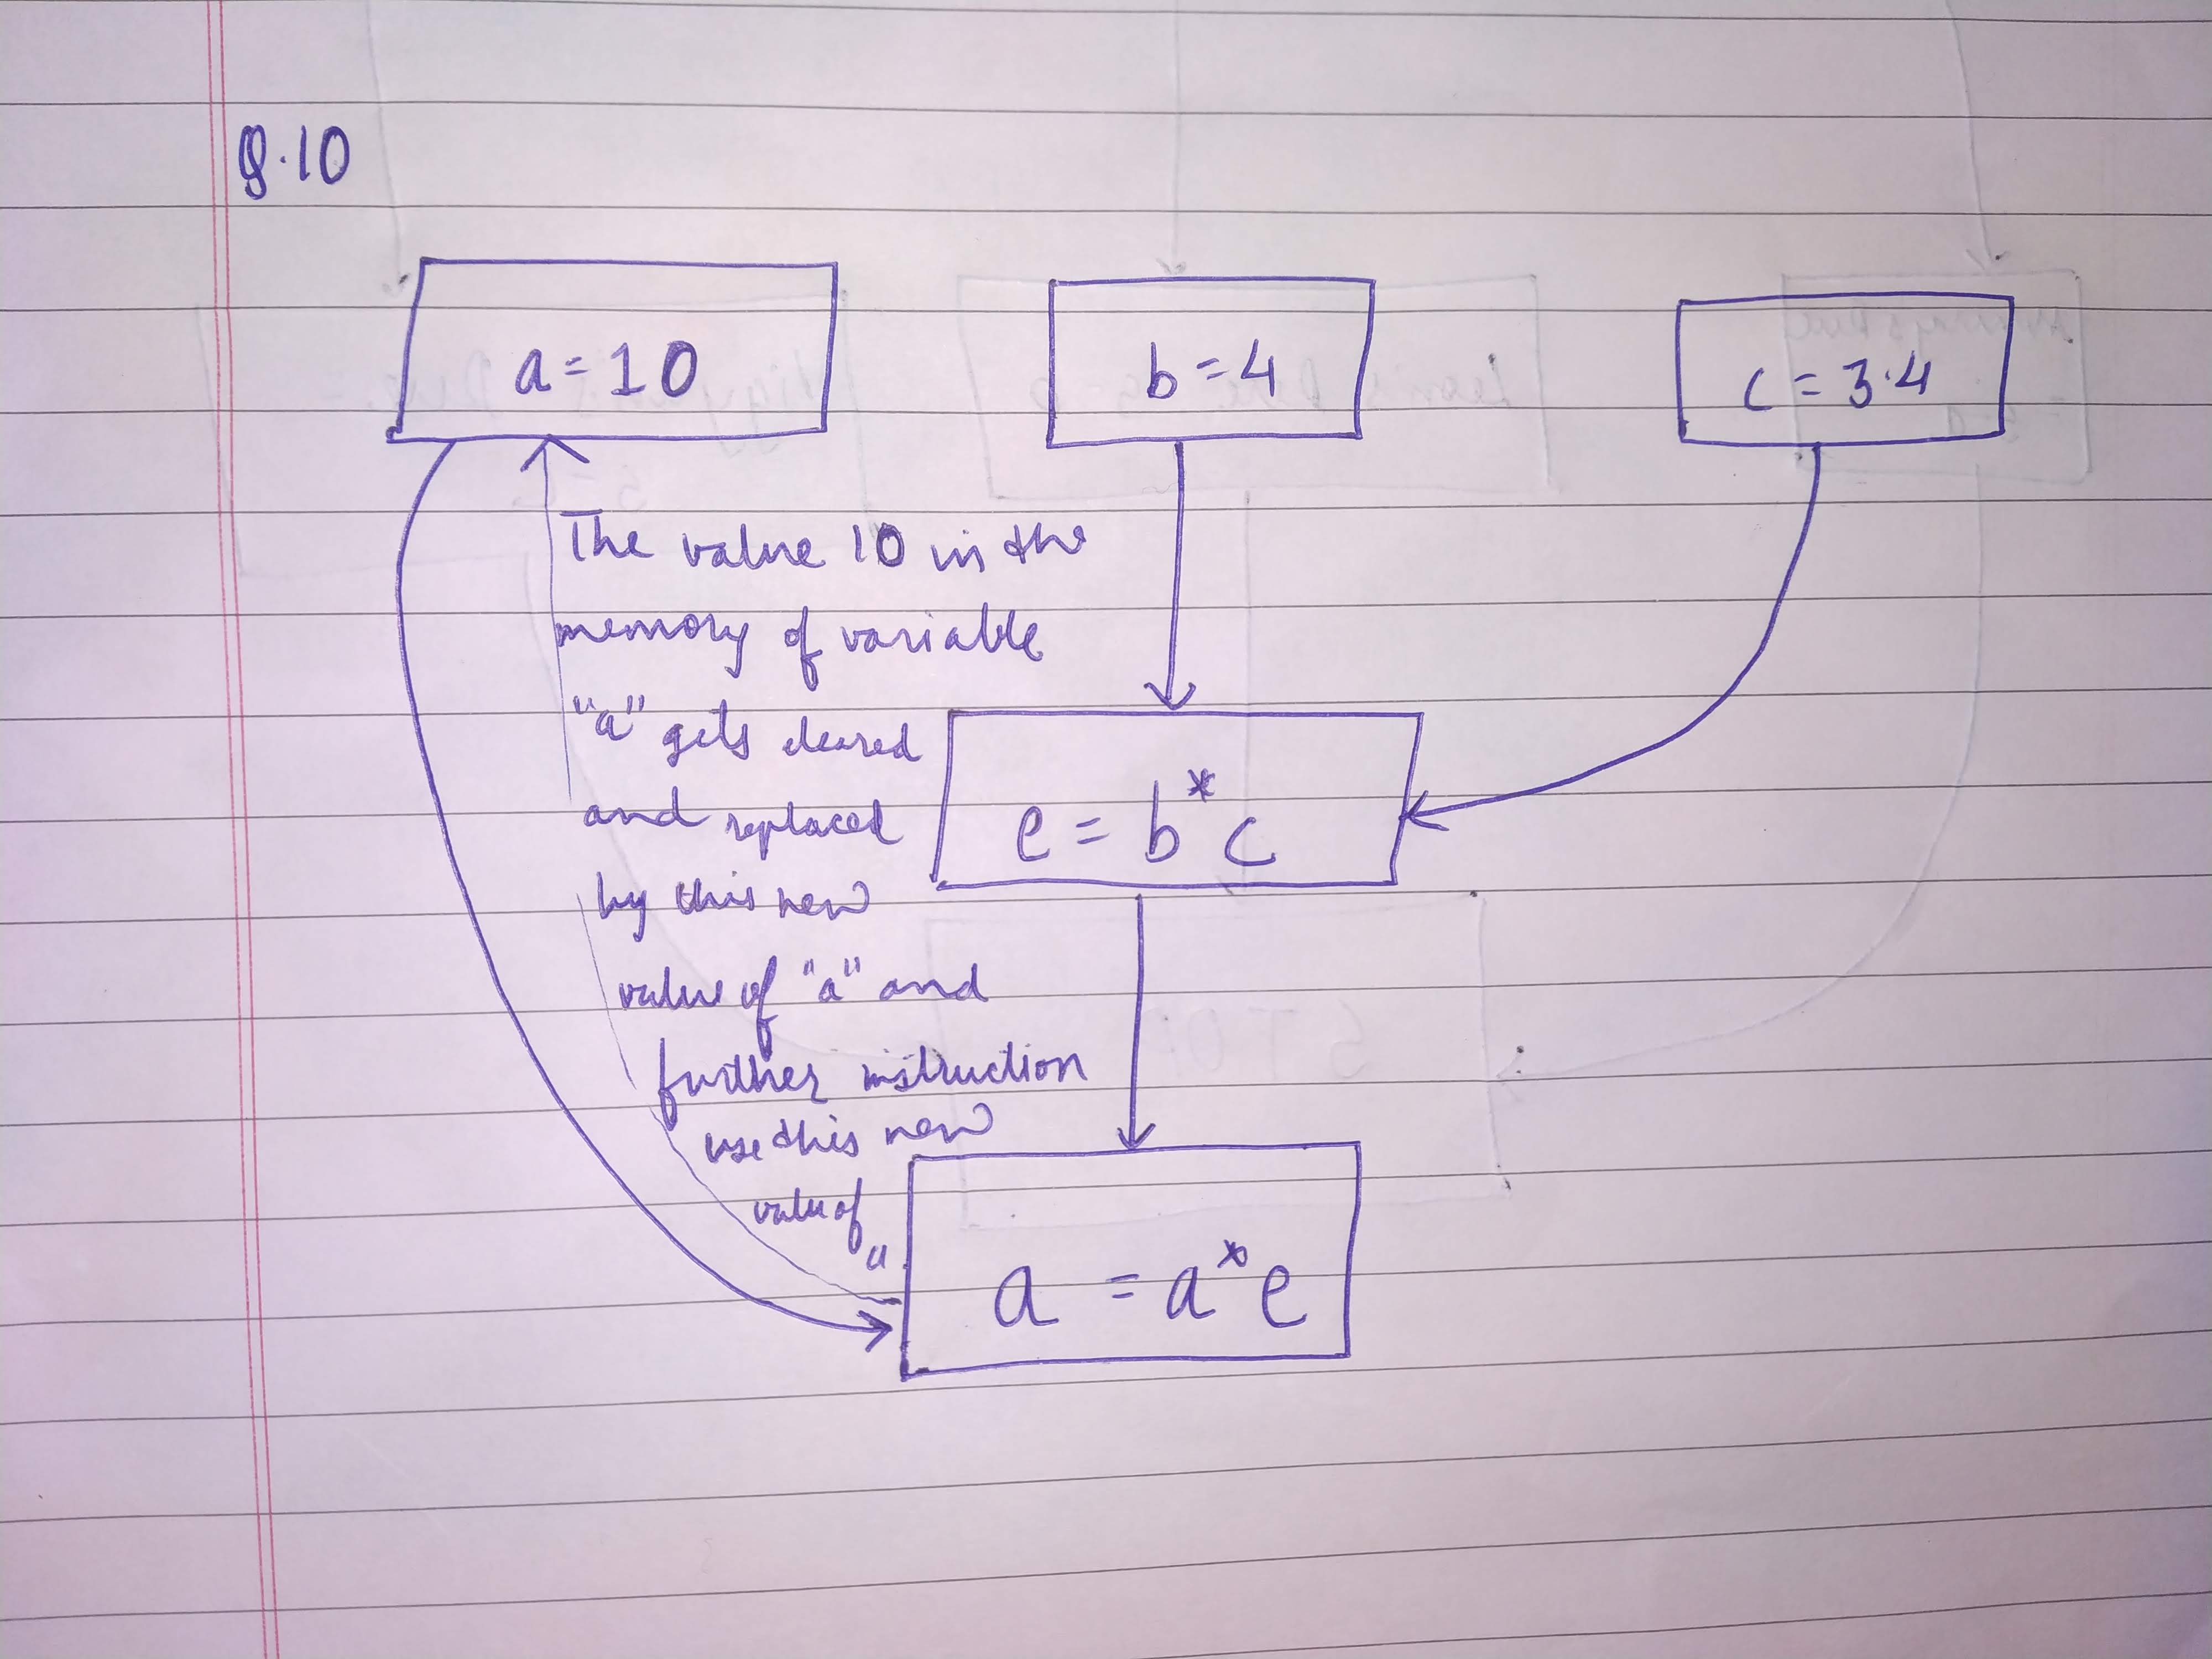 Q.10
a=10
b=4
c=3.4
The value 10 in the
memory of variable
"a" gets cleared
and replaced
by this new
value of "a" and
further instruction
use this new
value of
a.
e = b*c
a = a*e